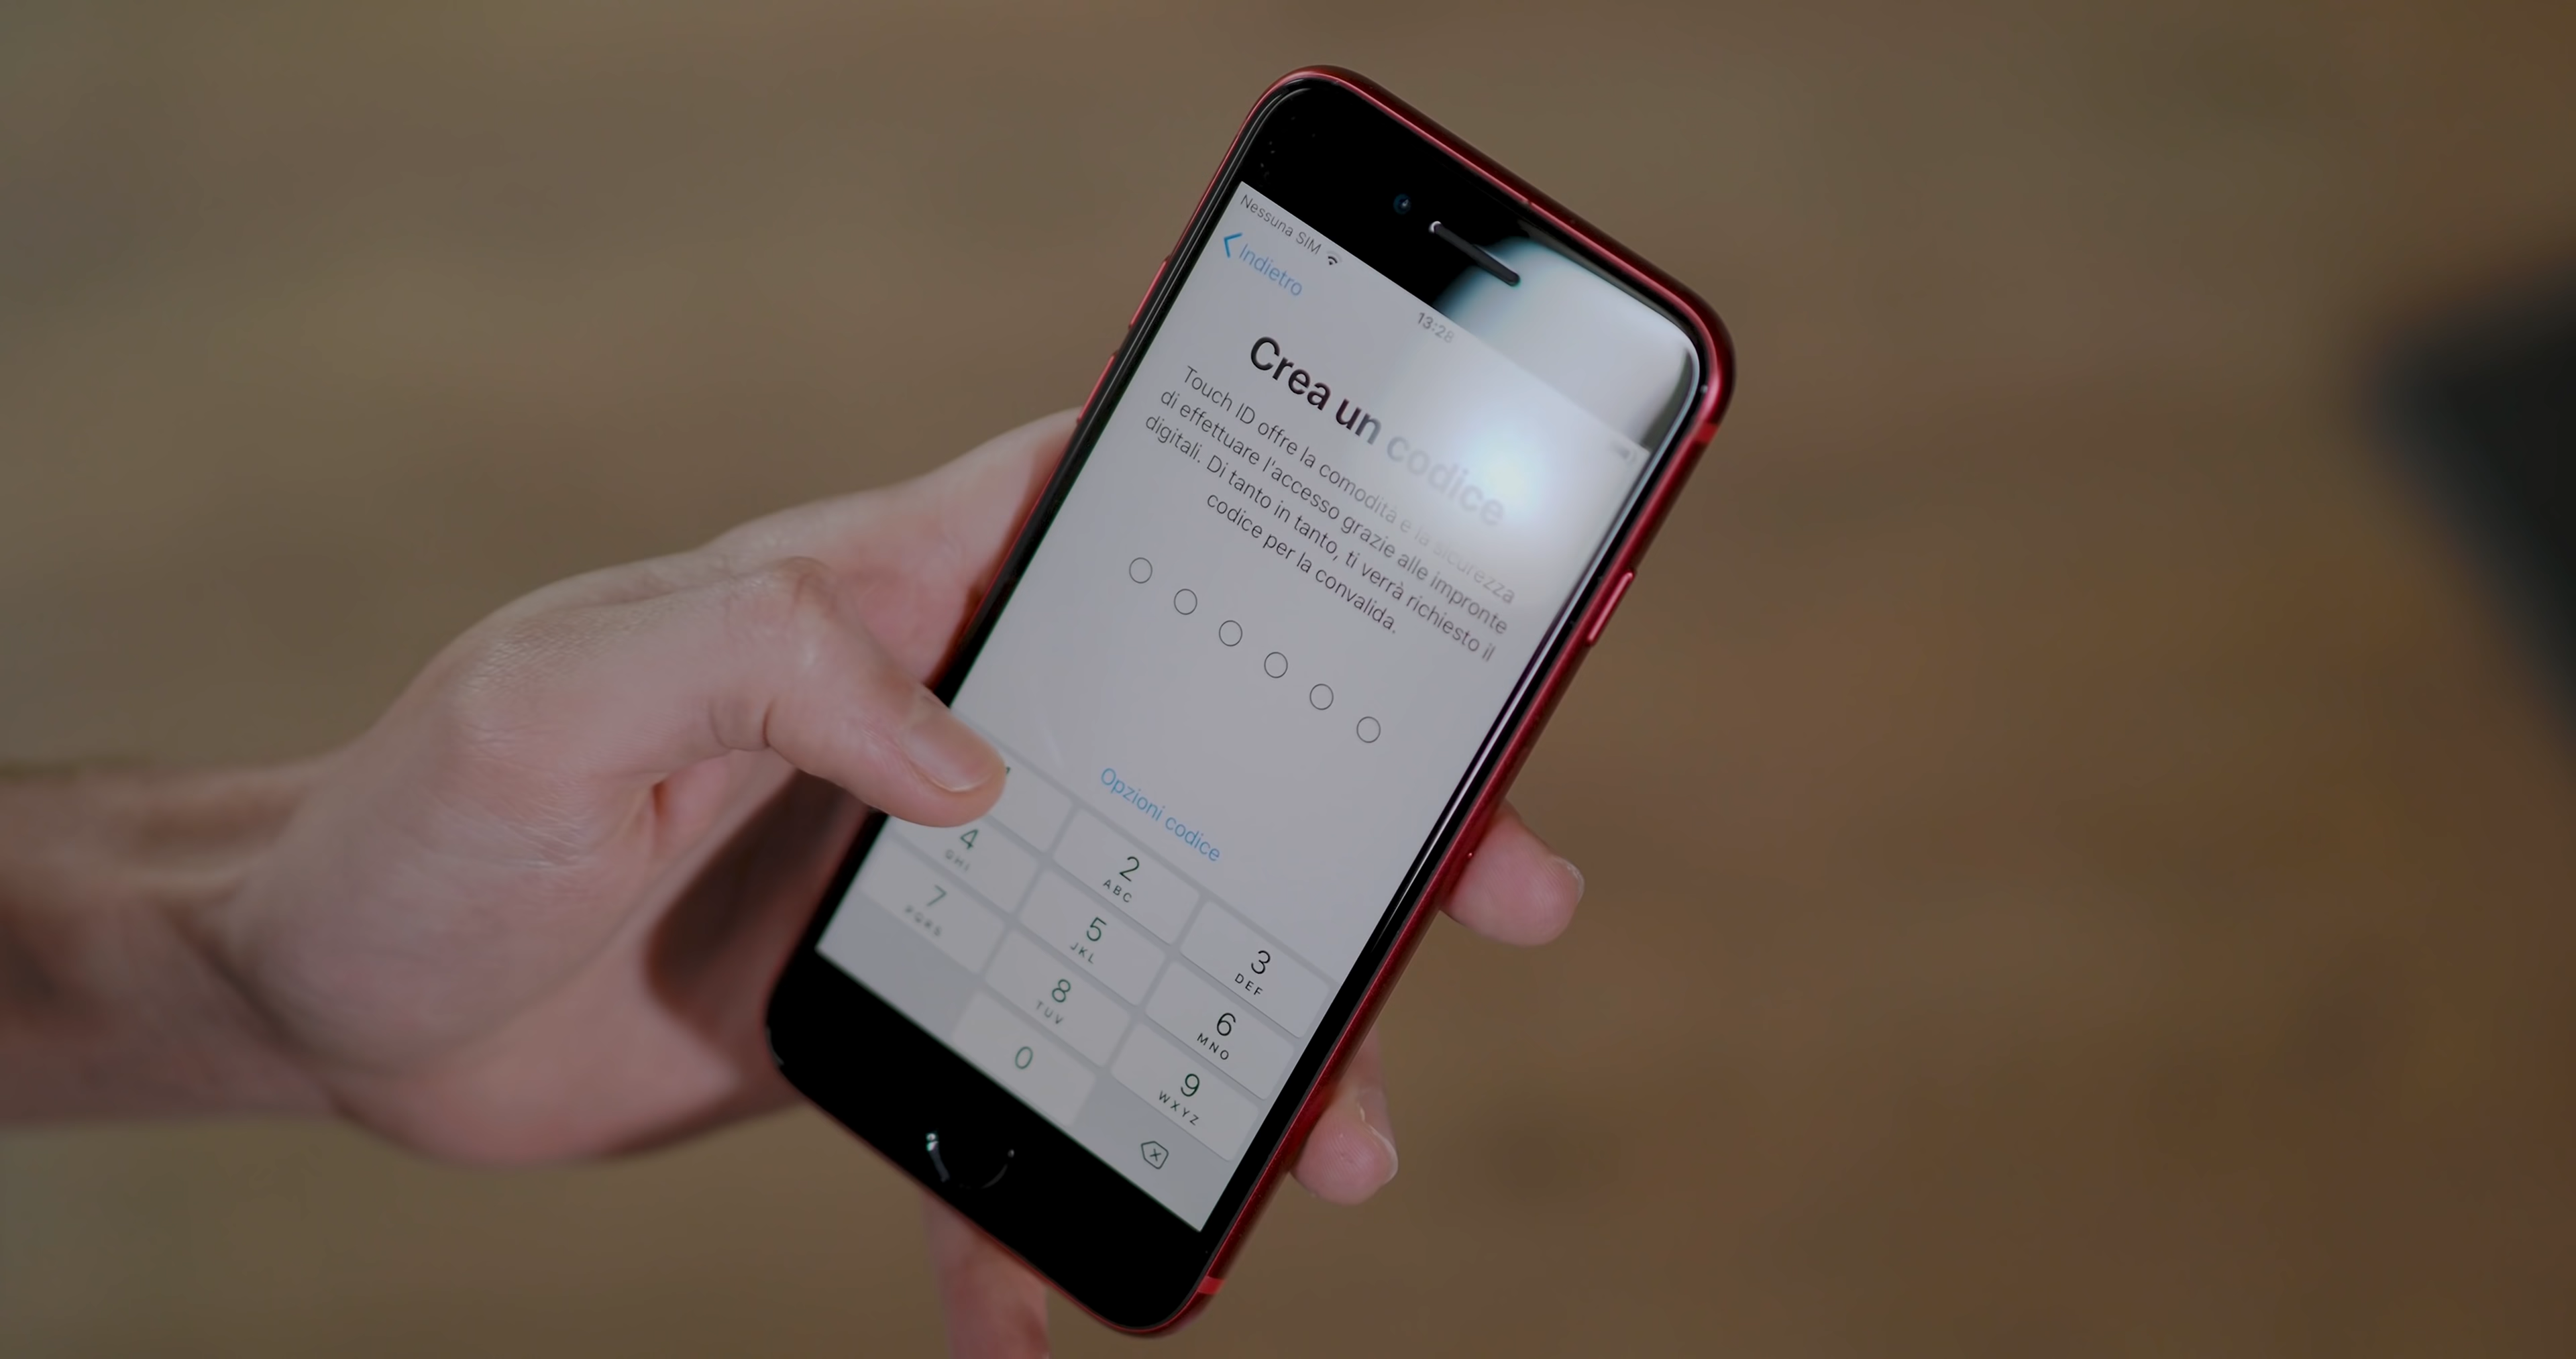 Nessuna SIM
13:28
Indietro
Crea un codice
Touch ID offre la comodità e la sicurezza
di effettuare l'accesso grazie alle impronte
digitali. Di tanto in tanto, ti verrà richiesto il
codice per la convalida.
Opzioni codice
2
ABC
3
DEF
4
GHI
5
JKL
6
MNO
7
PQRS
8
TUV
9
WXYZ
0